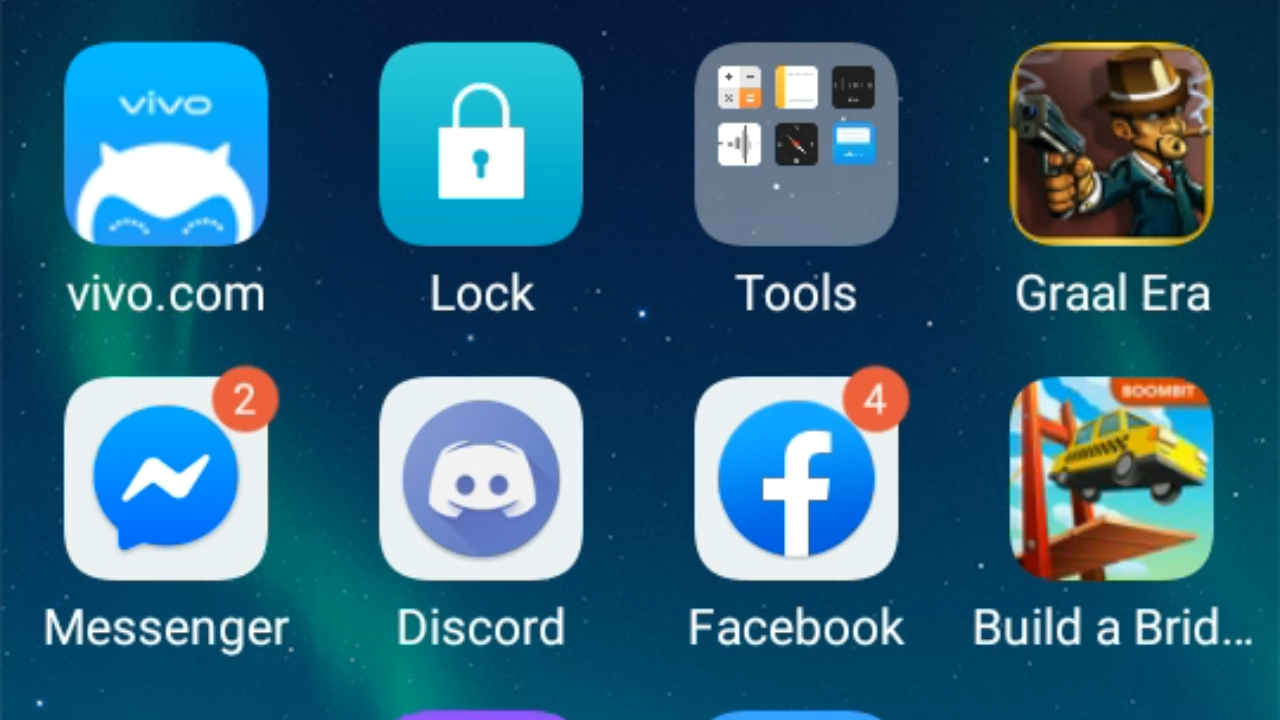 vivo
vivo.com
Lock
Tools
Graal Era
2
4
BOOMBIT
Messenger
Discord
Facebook
Build a Brid...